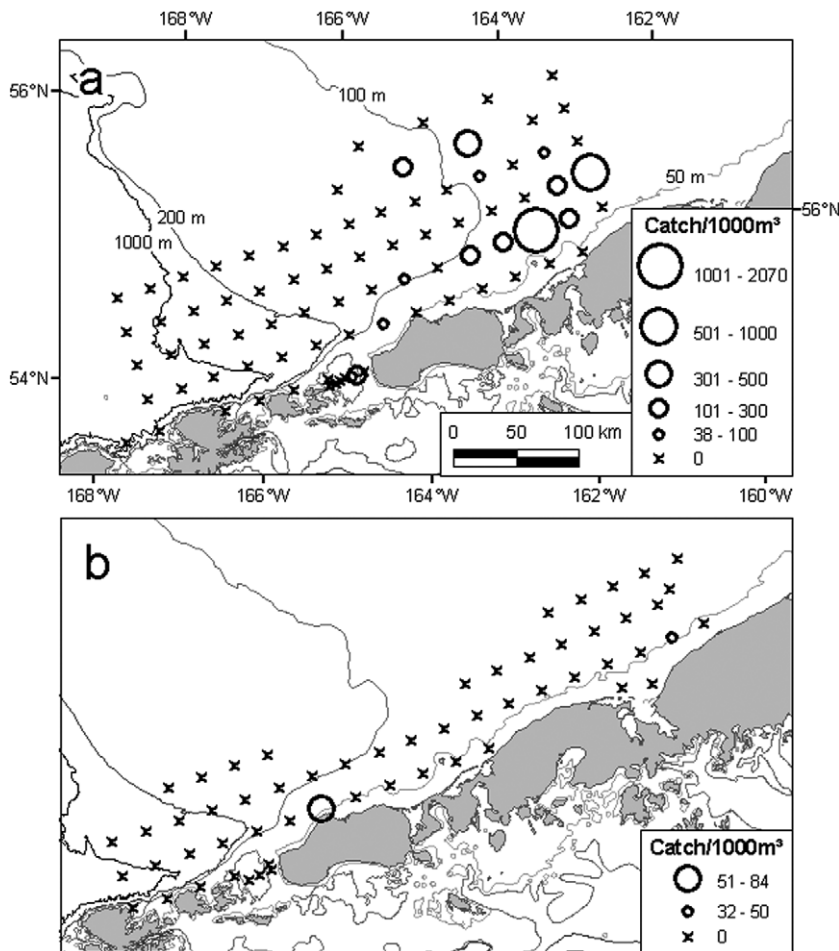 168°W 166°W 164°W 162°W
a
56°N
100 m
50 m
200 m
1000 m
56°N
Catch/1000m³
1001 - 2070
501 - 1000
301 - 500
101 - 300
38 - 100
0
54°N
0 50 100 km
168°W 166°W 164°W 162°W 160°W
b
Catch/1000m³
51 - 84
32 - 50
0